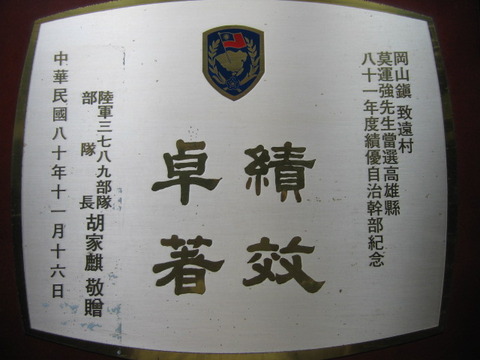 岡山鎮 致遠村
莫運強先生當選高雄縣
八十一年度績優自治幹部紀念
績效
卓著
陸軍三七八九部隊
部隊長胡家麒敬贈
中華民國八十年十一月十六日